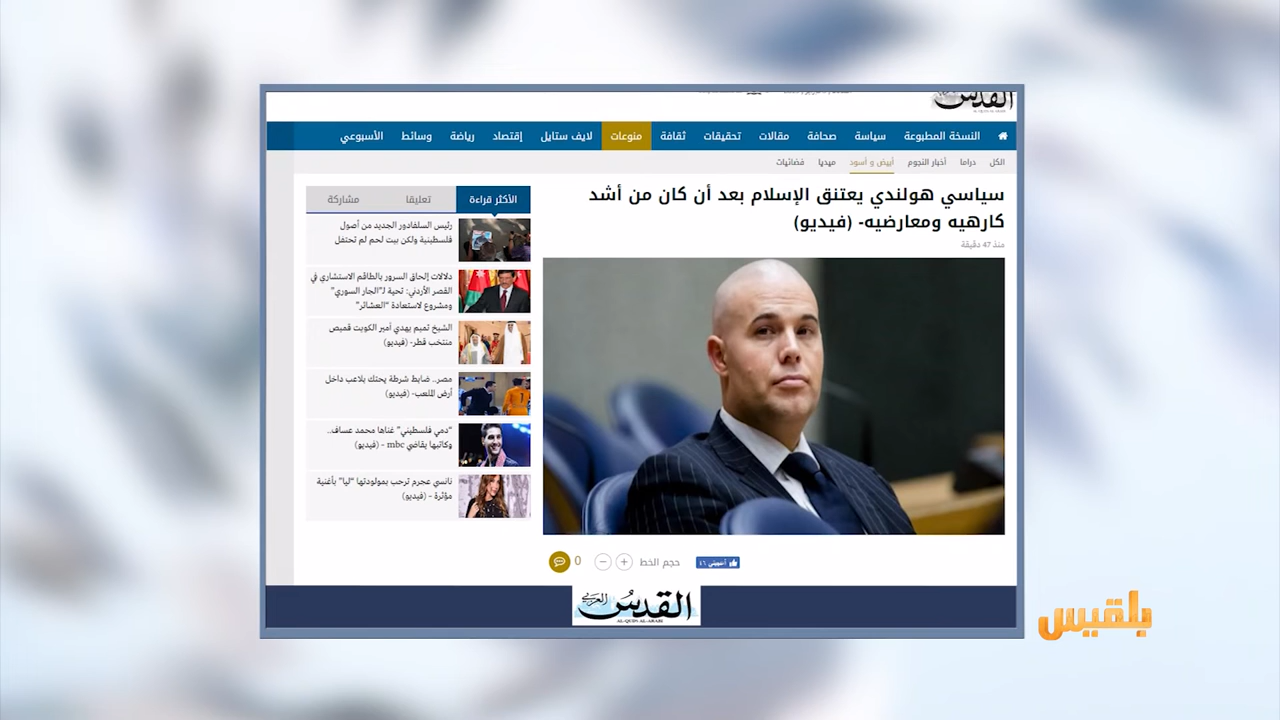 القدس
النسخة المطبوعة سياسة صحافة مقالات تحقيقات ثقافة منوعات لايف ستايل إقتصاد رياضة وسائط الأسبوعي
الكل دراما أخبار النجوم أبيض و أسود ميديا فضائيات
سياسي هولندي يعتنق الإسلام بعد أن كان من أشد
كارهيه ومعارضيه- (فيديو)
منذ 47 دقيقة
الأكثر قراءة تعليقا مشاركة
رئيس السلفادور الجديد من أصول
فلسطينية ولكن بيت لحم لم تحتفل
دلالات إلحاق السرور بالطاقم الاستشاري في
القصر الأردني: تحية لـ"الجار السوري"
ومشروع لاستعادة "العشائر"
الشيخ تميم يهدي أمير الكويت قميص
منتخب قطر- (فيديو)
مصر.. ضابط شرطة يحتك بلاعب داخل
أرض الملعب- (فيديو)
"دمي فلسطيني" غناها محمد عساف..
وكاتبها يقاضي mbc – (فيديو)
نانسي عجرم ترحب بمولودتها "ليا" بأغنية
مؤثرة – (فيديو)
أعجبني ٤٦
حجم الخط + − 0
القدس العربي
AL-QUDS AL-ARABI
بلقيس